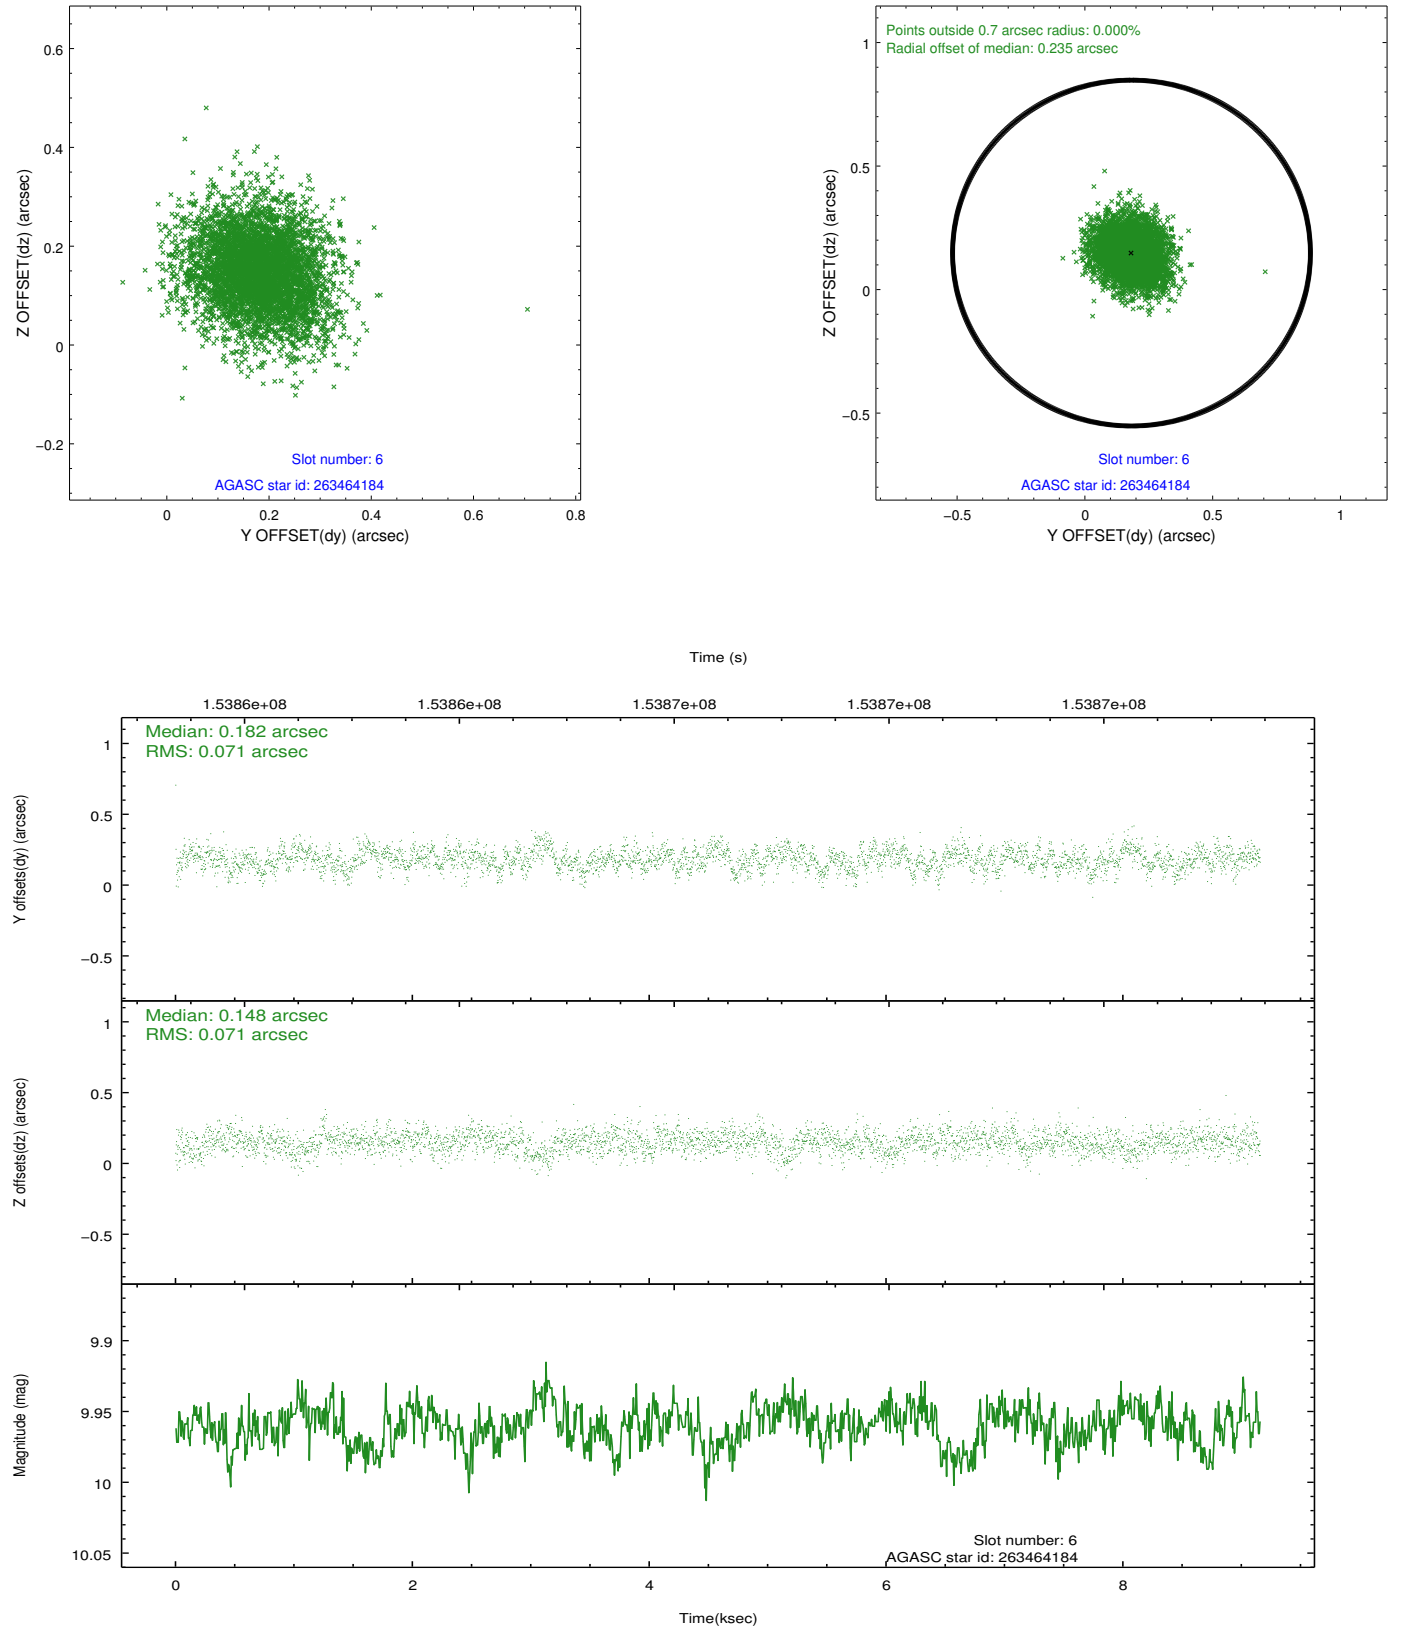 0.6
0.4
0.2
0
−0.2
Z OFFSET(dz) (arcsec)
Slot number: 6
AGASC star id: 263464184
0 0.2 0.4 0.6 0.8
Y OFFSET(dy) (arcsec)
Points outside 0.7 arcsec radius: 0.000%
Radial offset of median: 0.235 arcsec
1
0.5
0
−0.5
Z OFFSET(dz) (arcsec)
Slot number: 6
AGASC star id: 263464184
−0.5 0 0.5 1
Y OFFSET(dy) (arcsec)
Time (s)
1.5386e+08 1.5386e+08 1.5387e+08 1.5387e+08 1.5387e+08
Median: 0.182 arcsec
RMS: 0.071 arcsec
1
0.5
0
−0.5
Y offsets(dy) (arcsec)
Median: 0.148 arcsec
RMS: 0.071 arcsec
1
0.5
0
−0.5
Z offsets(dz) (arcsec)
9.9
9.95
10
10.05
Magnitude (mag)
Slot number: 6
AGASC star id: 263464184
0 2 4 6 8
Time(ksec)